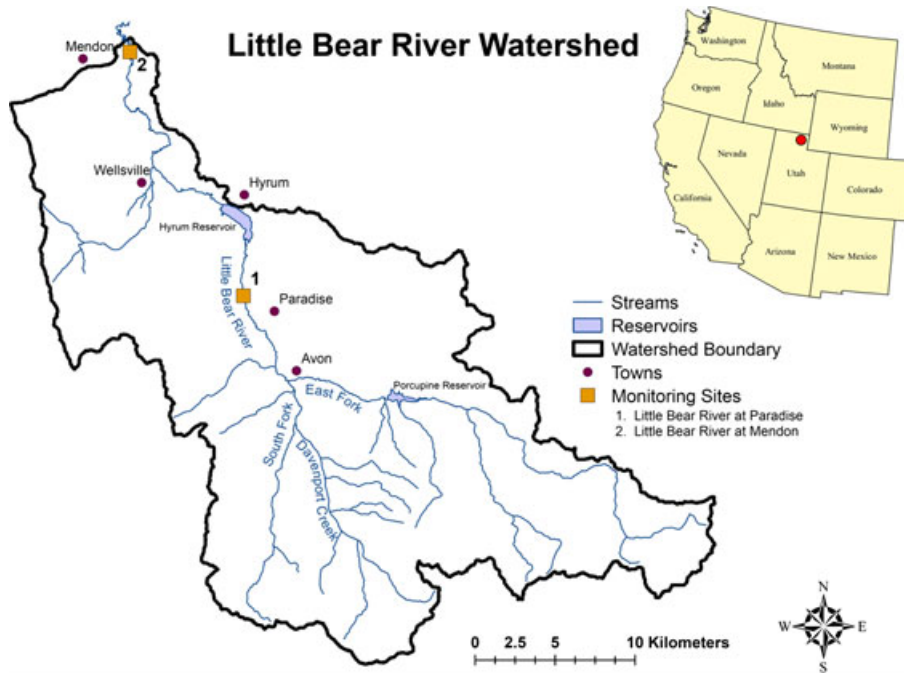 Little Bear River Watershed
Mendon
2
Wellsville
Hyrum
Hyrum Reservoir
Little Bear River
1
Paradise
Avon
East Fork
Porcupine Reservoir
South Fork
Davenport Creek
Washington
Montana
Oregon
Idaho
Wyoming
Nevada
Utah
Colorado
California
Arizona
New Mexico
Streams
Reservoirs
Watershed Boundary
Towns
Monitoring Sites
1. Little Bear River at Paradise
2. Little Bear River at Mendon
0 2.5 5 10 Kilometers
N
W E
S